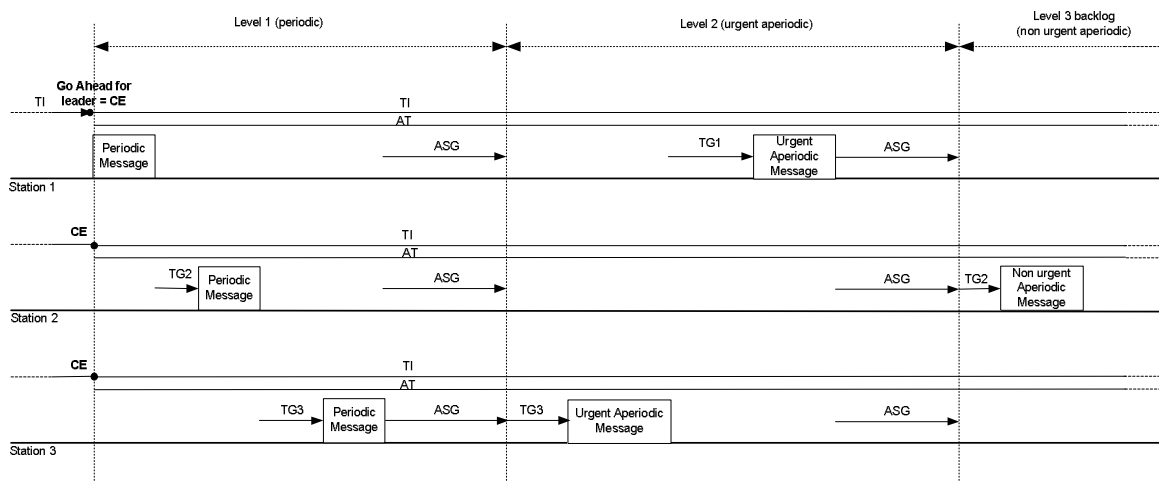 Level 1 (periodic)
Level 2 (urgent aperiodic)
Level 3 backlog
(non urgent aperiodic)
Go Ahead for
leader = CE
TI
TI
AT
Periodic
Message
ASG
TG1
Urgent
Aperiodic
Message
ASG
Station 1
CE
TI
AT
TG2
Periodic
Message
ASG
ASG
TG2
Non urgent
Aperiodic
Message
Station 2
CE
TI
AT
TG3
Periodic
Message
ASG
TG3
Urgent Aperiodic
Message
ASG
Station 3